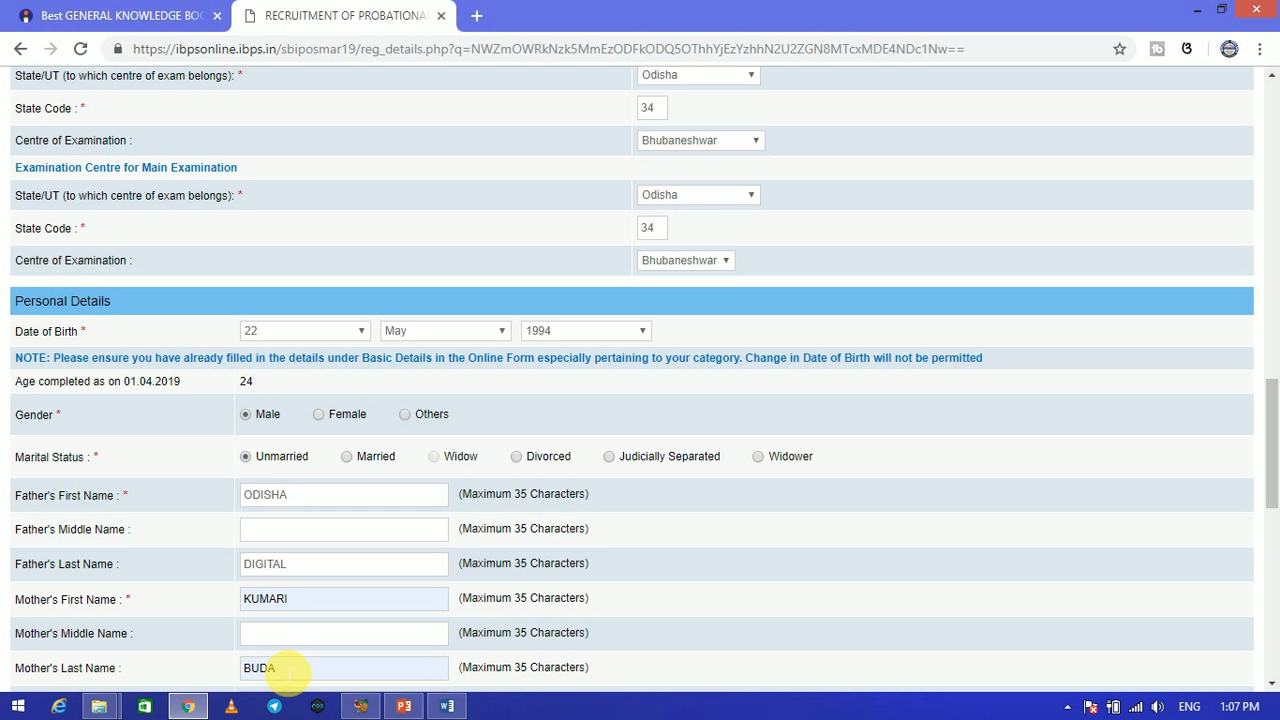 Best GENERAL KNOWLEDGE BOO
RECRUITMENT OF PROBATIONA
https://ibpsonline.ibps.in/sbiposmar19/reg_details.php?q=NWZmOWRkNzk5MmEzODFkODQ5OThhYjEzYzhhN2U2ZGN8MTcxMDE4NDc1Nw==
State/UT (to which centre of exam belongs): * Odisha
State Code : * 34
Centre of Examination : Bhubaneshwar
Examination Centre for Main Examination
State/UT (to which centre of exam belongs): * Odisha
State Code : * 34
Centre of Examination : Bhubaneshwar
Personal Details
Date of Birth * 22 May 1994
NOTE: Please ensure you have already filled in the details under Basic Details in the Online Form especially pertaining to your category. Change in Date of Birth will not be permitted
Age completed as on 01.04.2019 24
Gender * Male Female Others
Marital Status : * Unmarried Married Widow Divorced Judicially Separated Widower
Father's First Name : * ODISHA (Maximum 35 Characters)
Father's Middle Name : (Maximum 35 Characters)
Father's Last Name : DIGITAL (Maximum 35 Characters)
Mother's First Name : * KUMARI (Maximum 35 Characters)
Mother's Middle Name : (Maximum 35 Characters)
Mother's Last Name : BUDA (Maximum 35 Characters)
ENG 1:07 PM